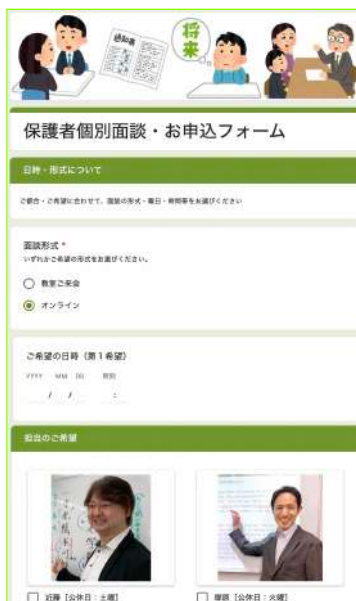 通知表
将来
保護者個別面談・お申込フォーム
日時・形式について
ご都合・ご希望に合わせて、面談の形式・曜日・時間帯をお選びください
面談形式 *
いずれかご希望の形式をお選びください。
教室ご来会
オンライン
ご希望の日時（第1希望）
YYYY MM DD 時刻
/ / :
担当のご希望
近藤 [公休日：土曜]
[公休日：火曜]